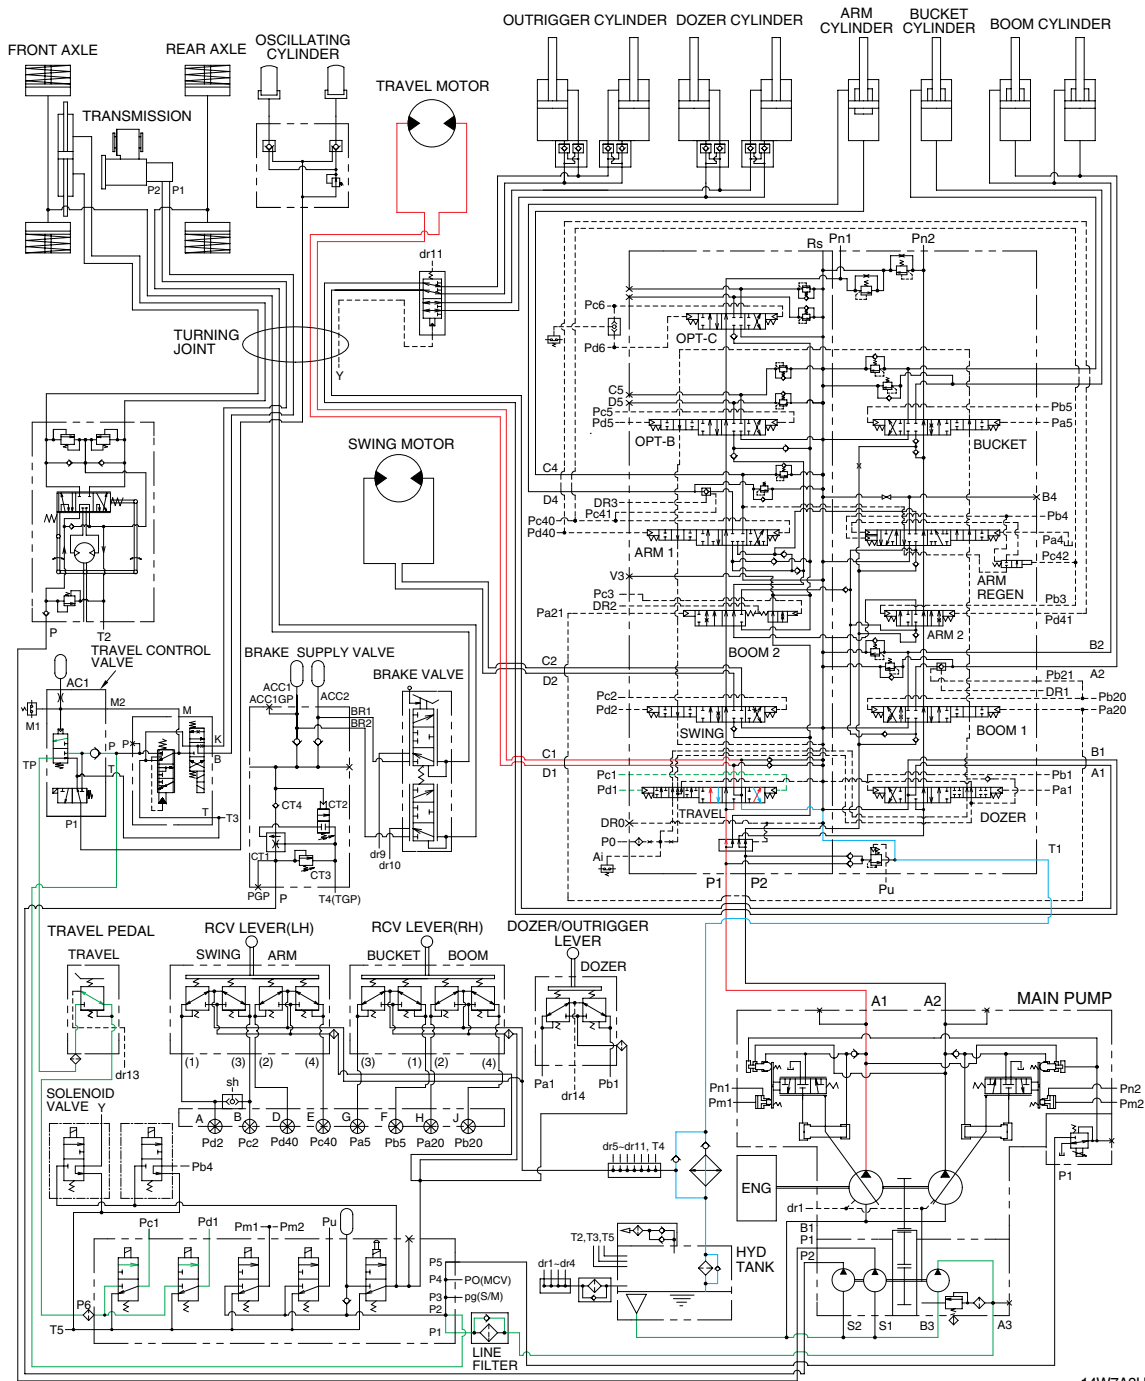 OUTRIGGER CYLINDER
DOZER CYLINDER
ARM
CYLINDER
BUCKET
CYLINDER
BOOM CYLINDER
FRONT AXLE
REAR AXLE
OSCILLATING
CYLINDER
TRAVEL MOTOR
TRANSMISSION
P2
P1
dr11
Rs
Pn1
Pn2
Pc6
OPT-C
Pd6
TURNING
JOINT
Y
C5
D5
Pc5
Pd5
OPT-B
Pb5
Pa5
BUCKET
SWING MOTOR
C4
D4
DR3
Pc41
Pc40
Pd40
ARM 1
B4
Pb4
Pa4
Pc42
ARM
REGEN
V3
Pc3
DR2
Pa21
BOOM 2
Pb3
Pd41
ARM 2
P
T2
TRAVEL CONTROL
VALVE
BRAKE SUPPLY VALVE
BRAKE VALVE
C2
D2
B2
A2
Pb21
DR1
Pb20
Pa20
Pc2
Pd2
SWING
BOOM 1
AC1
M2
M1
M
K
B
P
P
TP
T
T
T3
P1
ACC1
ACC1GP
ACC2
BR1
BR2
CT4
CT2
CT1
CT3
PGP
P
T4(TGP)
dr9
dr10
C1
D1
B1
A1
Pc1
Pd1
TRAVEL
Pb1
Pa1
DOZER
DR0
P0
Ai
P1
P2
Pu
T1
TRAVEL PEDAL
TRAVEL
dr13
RCV LEVER(LH)
SWING
ARM
(1)
(3)
(2)
(4)
RCV LEVER(RH)
BUCKET
BOOM
(3)
(1)
(2)
(4)
DOZER/OUTRIGGER
LEVER
DOZER
Pa1
Pb1
dr14
MAIN PUMP
A1
A2
Pn1
Pm1
Pn2
Pm2
P1
SOLENOID
VALVE
Y
Pb4
sh
A
B
D
E
G
F
H
J
Pd2
Pc2
Pd40
Pc40
Pa5
Pb5
Pa20
Pb20
dr5~dr11, T4
ENG
dr1
B1
P1
P2
S2
S1
B3
A3
Pc1
Pd1
Pm1
Pm2
Pu
P5
P4
PO(MCV)
P3
pg(S/M)
P2
P1
P6
T5
LINE
FILTER
T2,T3,T5
dr1~dr4
HYD
TANK